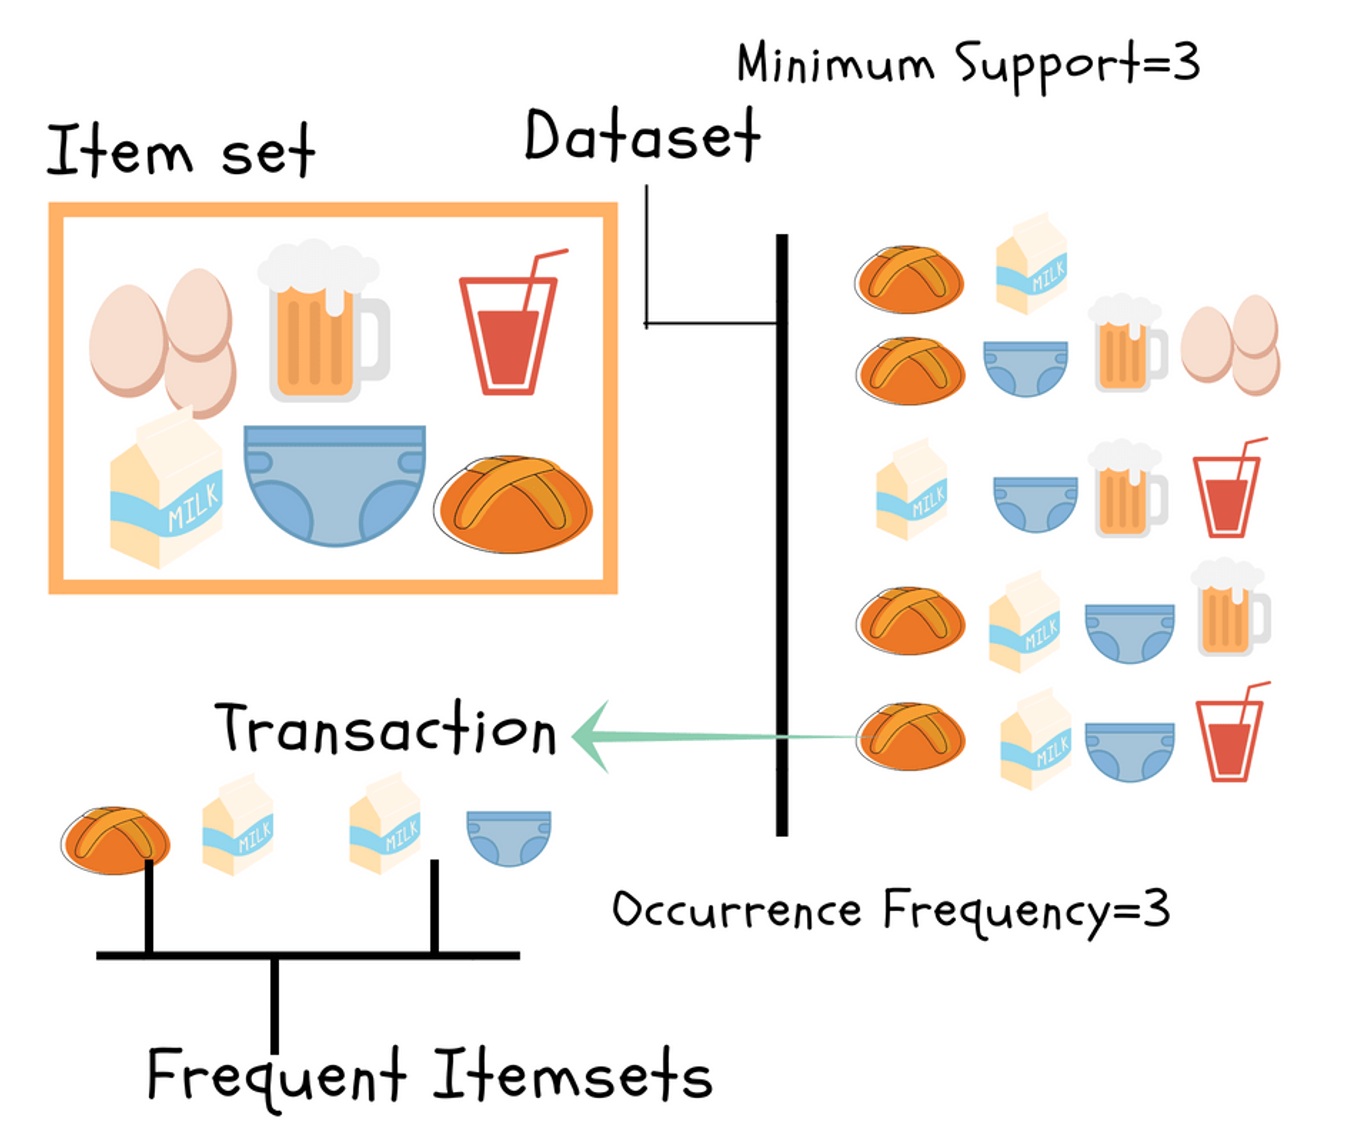 Minimum Support=3
Dataset
Item set
MILK
MILK
MILK
MILK
MILK
Transaction
MILK
MILK
Occurrence Frequency=3
Frequent Itemsets